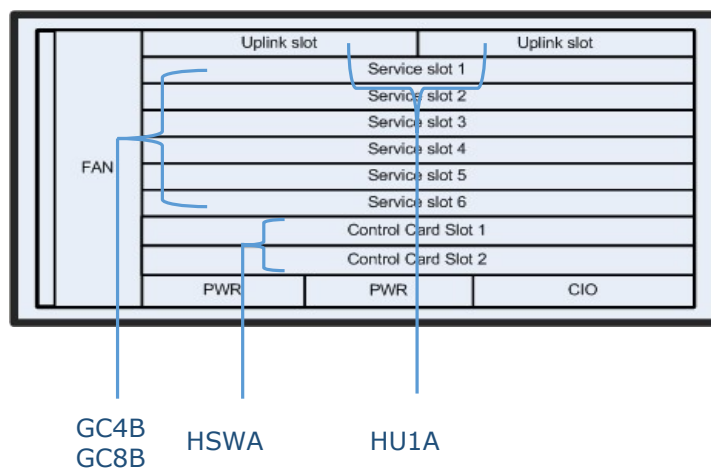 Uplink slot
Uplink slot
Service slot 1
Service slot 2
Service slot 3
Service slot 4
FAN
Service slot 5
Service slot 6
Control Card Slot 1
Control Card Slot 2
PWR
PWR
CIO
GC4B
GC8B
HSWA
HU1A